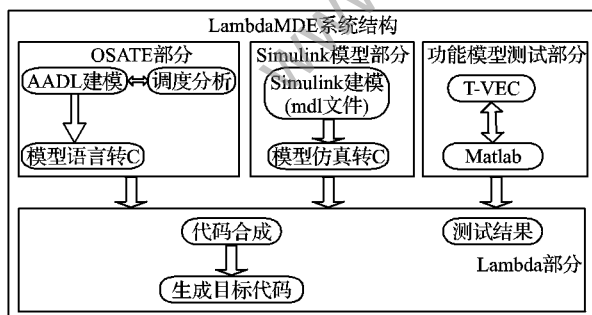 LambdaMDE系统结构
OSATE部分
AADL建模
调度分析
模型语言转C
Simulink模型部分
Simulink建模
(mdl文件)
模型仿真转C
功能模型测试部分
T-VEC
Matlab
代码合成
生成目标代码
测试结果
Lambda部分